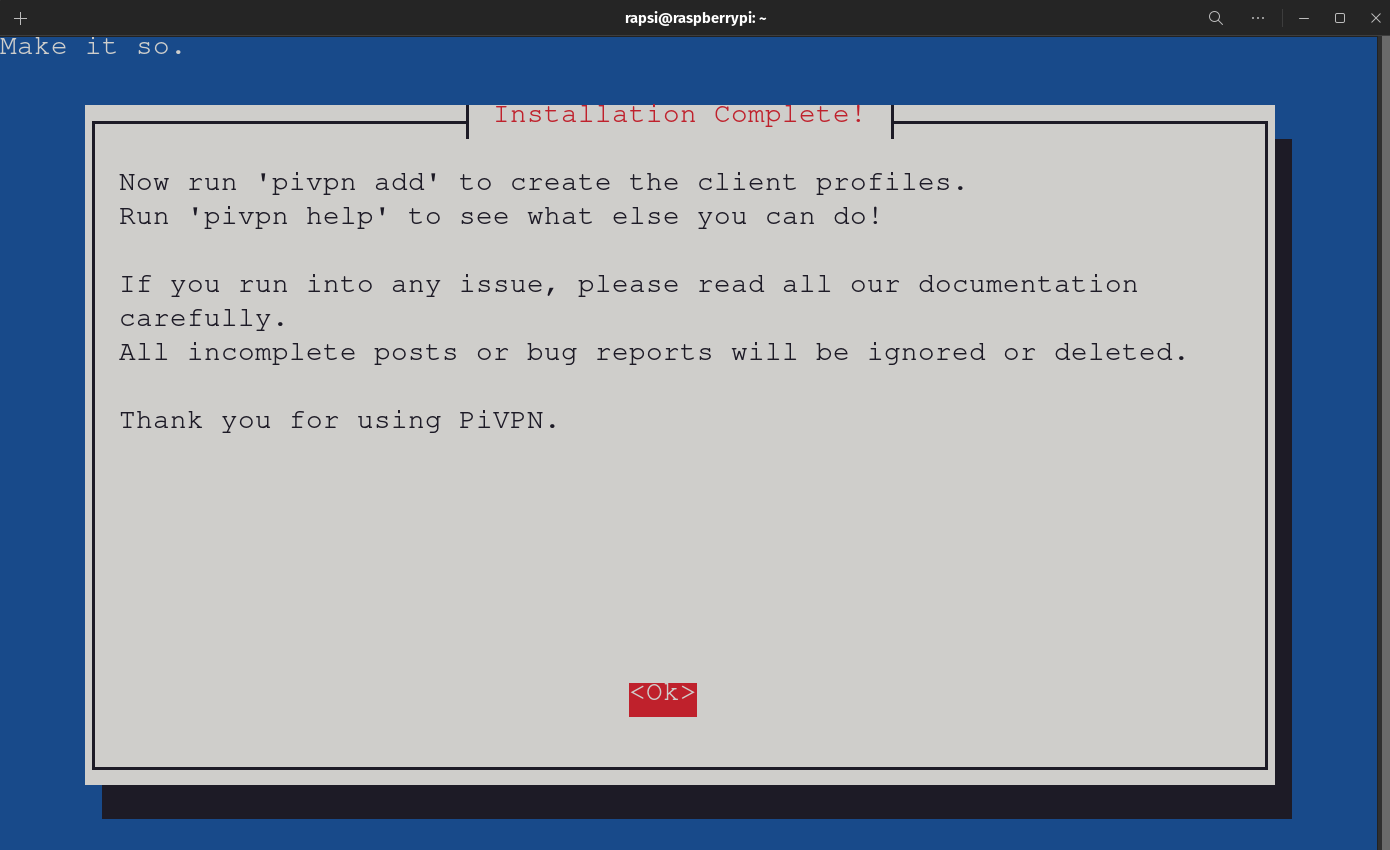 rapsi@raspberrypi: ~
Make it so.
Installation Complete!
Now run 'pivpn add' to create the client profiles.
Run 'pivpn help' to see what else you can do!
If you run into any issue, please read all our documentation
carefully.
All incomplete posts or bug reports will be ignored or deleted.
Thank you for using PiVPN.
<Ok>